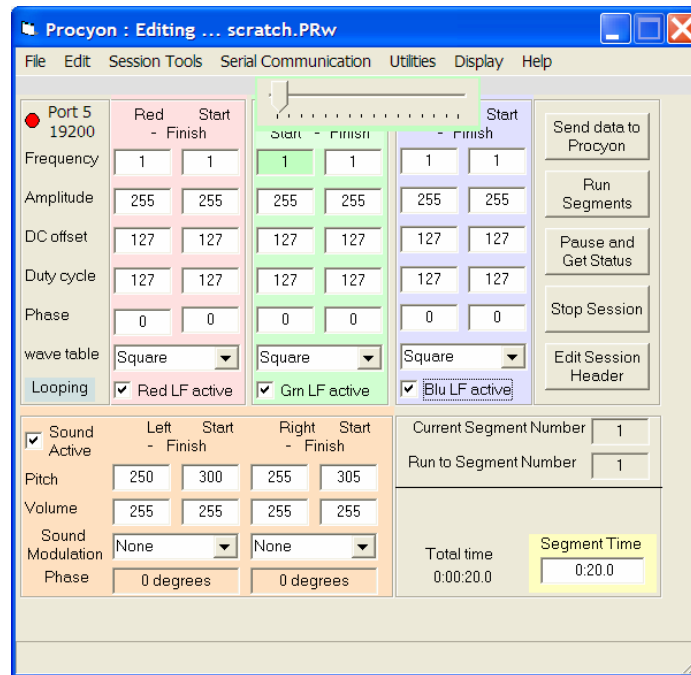 Procyon : Editing ... scratch.PRw
File Edit Session Tools Serial Communication Utilities Display Help
Port 5
19200
Red Start
- Finish
Start - Finish
Start
- Finish
Send data to
Procyon
Frequency 1 1 1 1 1 1
Run
Segments
Amplitude 255 255 255 255 255 255
DC offset 127 127 127 127 127 127
Pause and
Get Status
Duty cycle 127 127 127 127 127 127
Phase 0 0 0 0 0 0
Stop Session
wave table Square Square Square
Edit Session
Header
Looping Red LF active Grn LF active Blu LF active
Sound
Active
Left Start
- Finish
Right Start
- Finish
Current Segment Number 1
Run to Segment Number 1
Pitch 250 300 255 305
Volume 255 255 255 255
Sound
Modulation None None
Phase 0 degrees 0 degrees
Total time
0:00:20.0
Segment Time
0:20.0